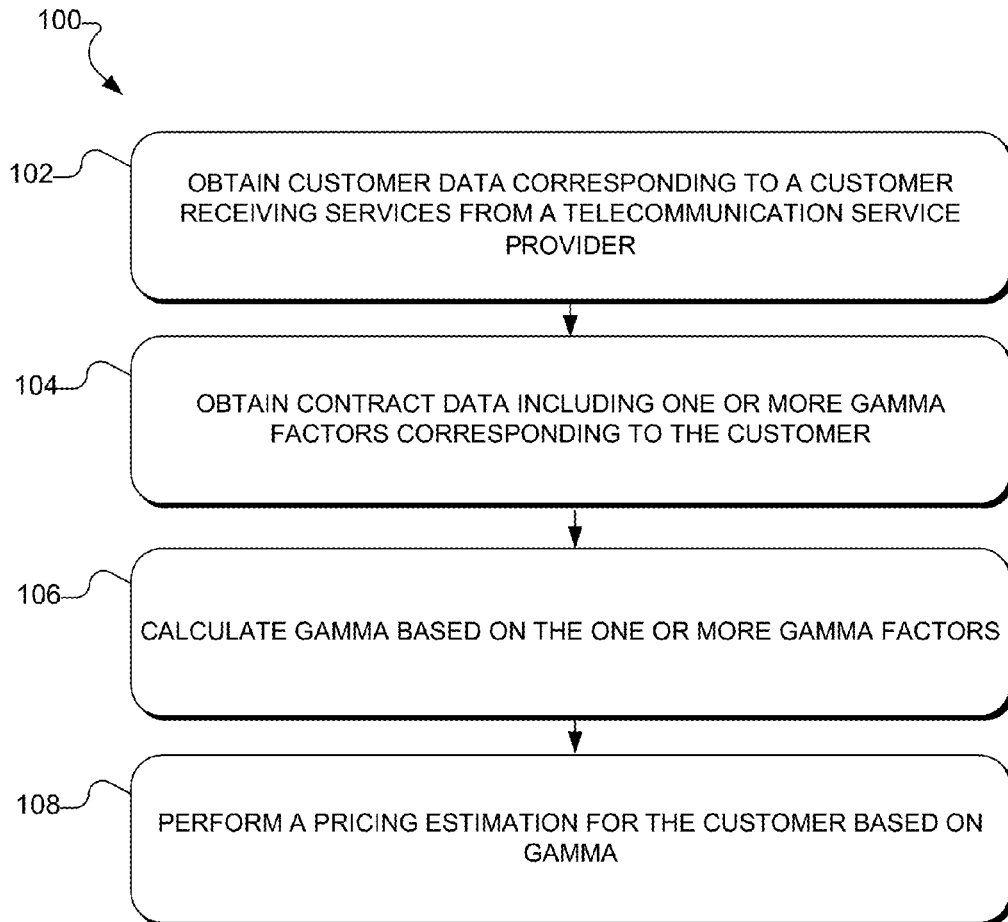 100
102
OBTAIN CUSTOMER DATA CORRESPONDING TO A CUSTOMER
RECEIVING SERVICES FROM A TELECOMMUNICATION SERVICE
PROVIDER
104
OBTAIN CONTRACT DATA INCLUDING ONE OR MORE GAMMA
FACTORS CORRESPONDING TO THE CUSTOMER
106
CALCULATE GAMMA BASED ON THE ONE OR MORE GAMMA FACTORS
108
PERFORM A PRICING ESTIMATION FOR THE CUSTOMER BASED ON
GAMMA